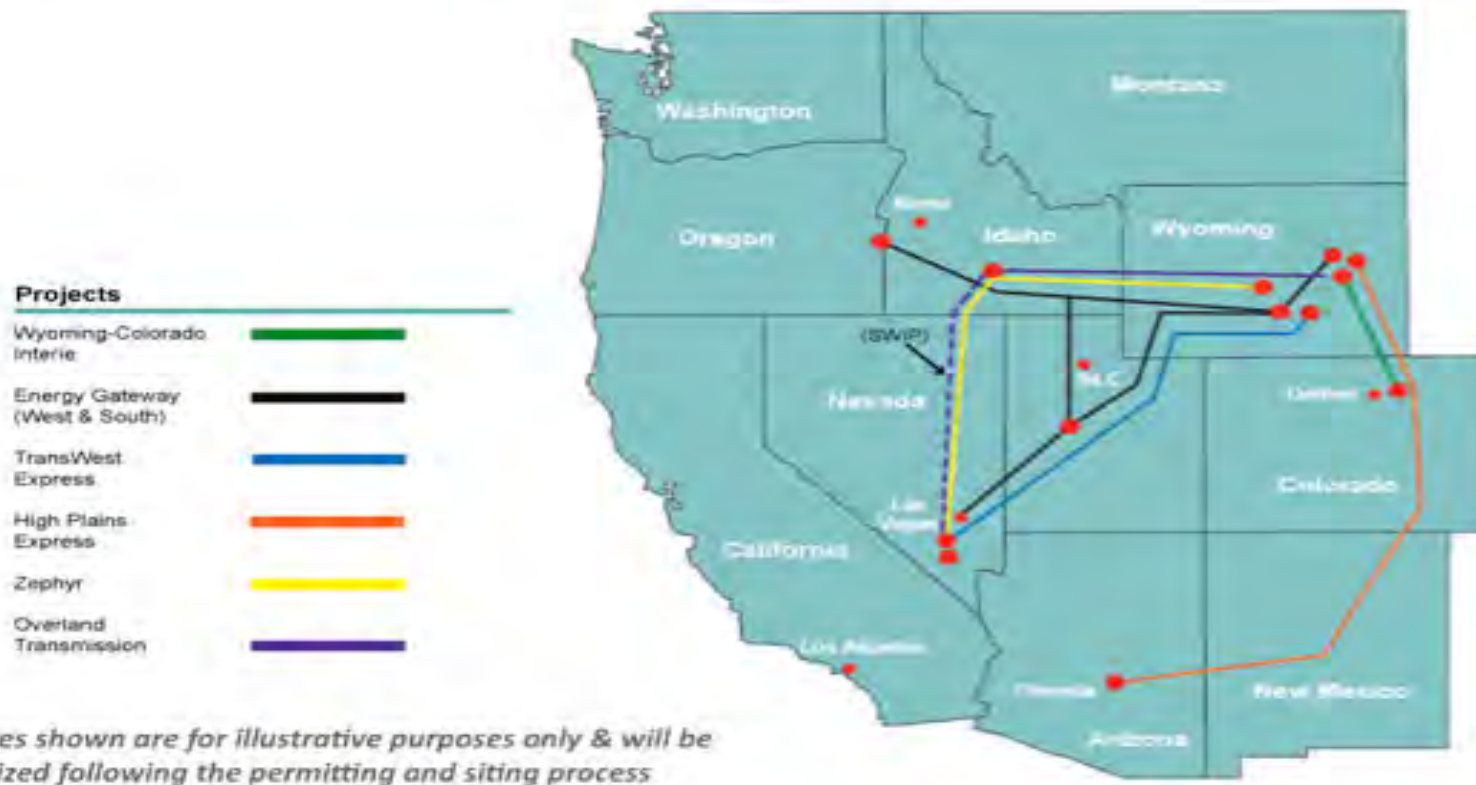 Washington
Montana
Boise
Oregon
Idaho
Wyoming
Projects
Wyoming-Colorado
Interie
(SWIP)
SLC
Energy Gateway
(West & South)
Nevada
Denver
TransWest
Express
Colorado
Las
Vegas
High Plains
Express
California
Zephyr
Overland
Transmission
Los Angeles
Phoenix
New Mexico
Arizona
es shown are for illustrative purposes only & will be
ized following the permitting and siting process